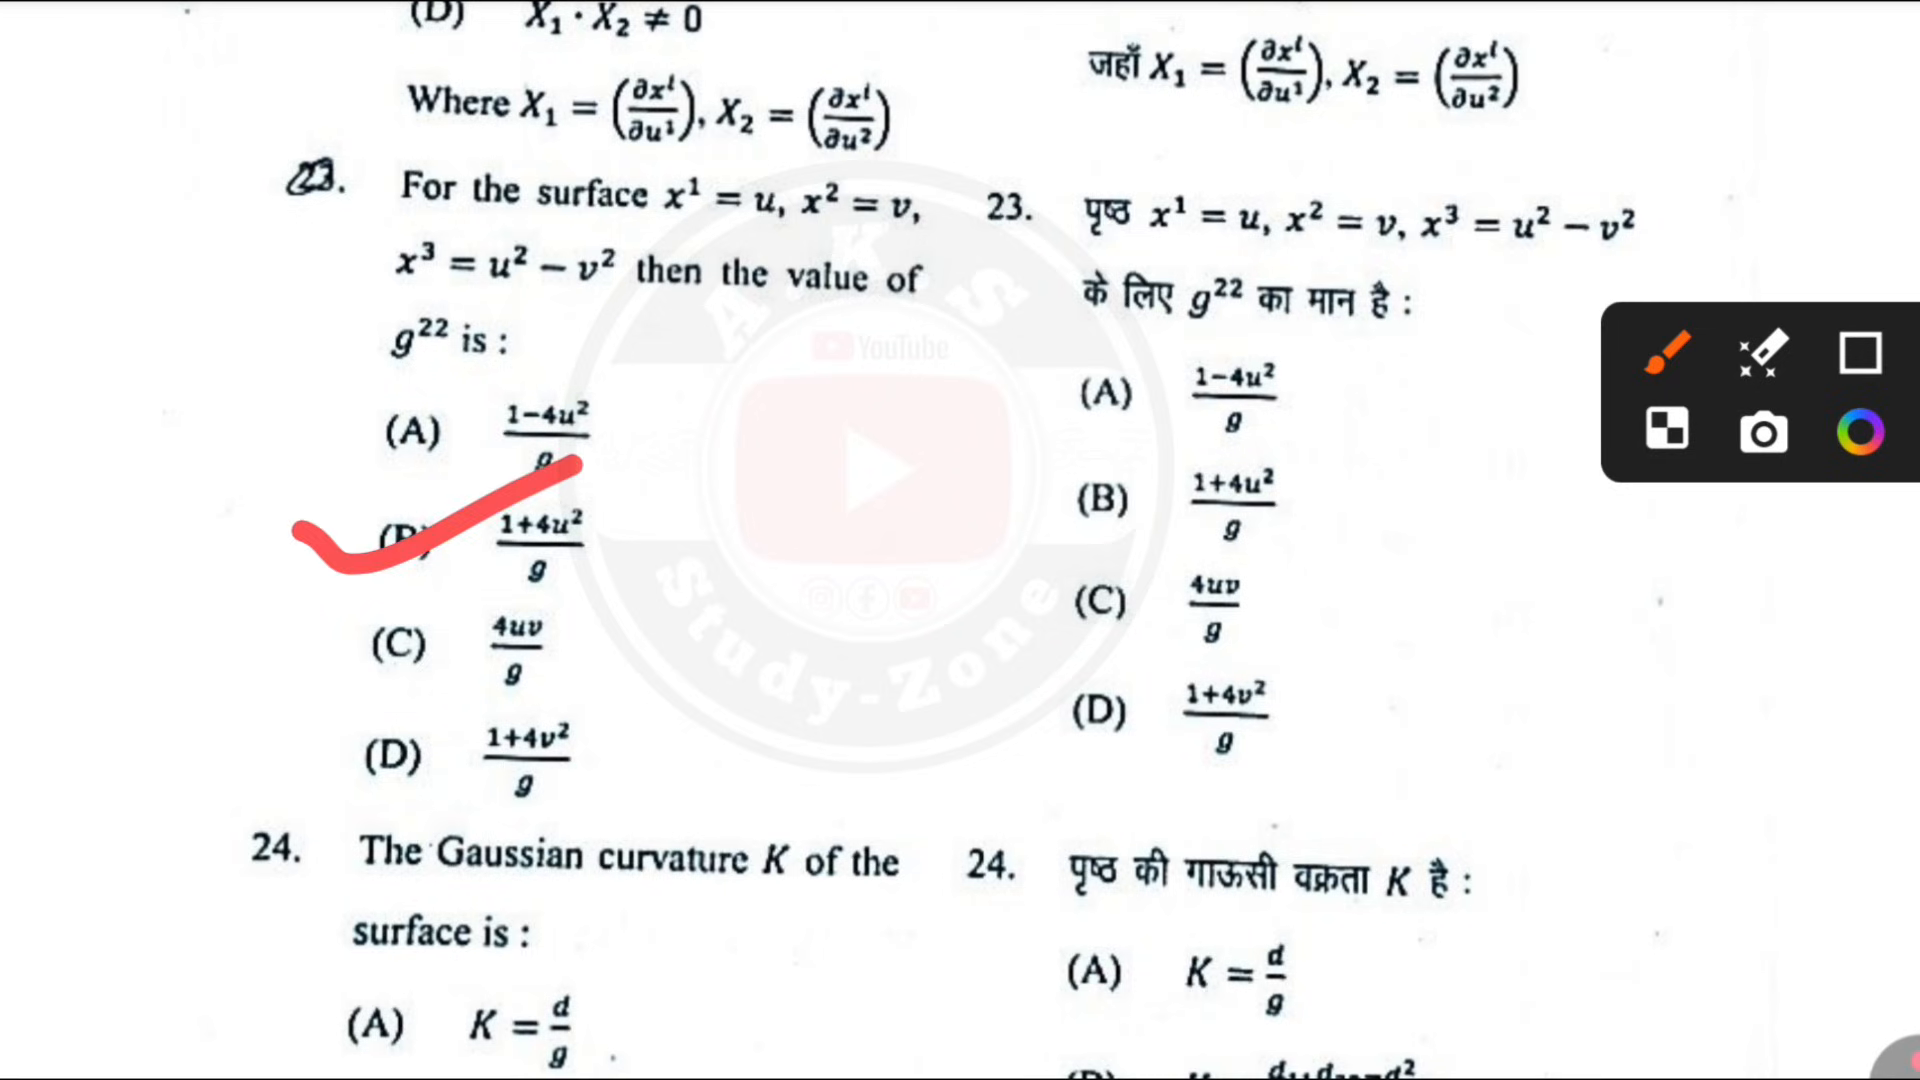 (D) X₁ · X₂ ≠ 0
Where X₁ = (∂xⁱ/∂u¹), X₂ = (∂xⁱ/∂u²)
23. For the surface x¹ = u, x² = v,
x³ = u² − v² then the value of
g²² is :
(A) 1−4u²/g
(B) 1+4u²/g
(C) 4uv/g
(D) 1+4v²/g
24. The Gaussian curvature K of the
surface is :
(A) K = d/g
जहाँ X₁ = (∂xⁱ/∂u¹), X₂ = (∂xⁱ/∂u²)
23. पृष्ठ x¹ = u, x² = v, x³ = u² − v²
के लिए g²² का मान है :
(A) 1−4u²/g
(B) 1+4u²/g
(C) 4uv/g
(D) 1+4v²/g
24. पृष्ठ की गाऊसी वक्रता K है :
(A) K = d/g
A.K.S
YouTube
Study-Zone